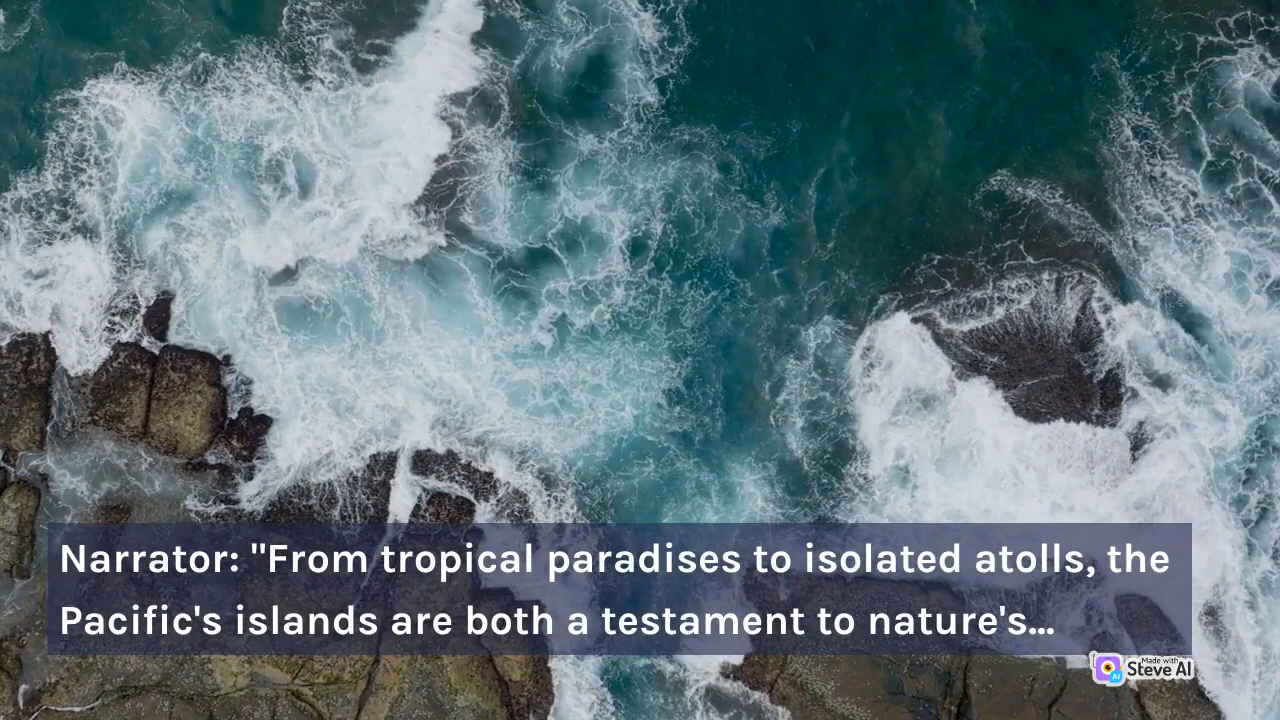 Narrator: "From tropical paradises to isolated atolls, the
Pacific's islands are both a testament to nature's...
Made with
Steve AI
AI